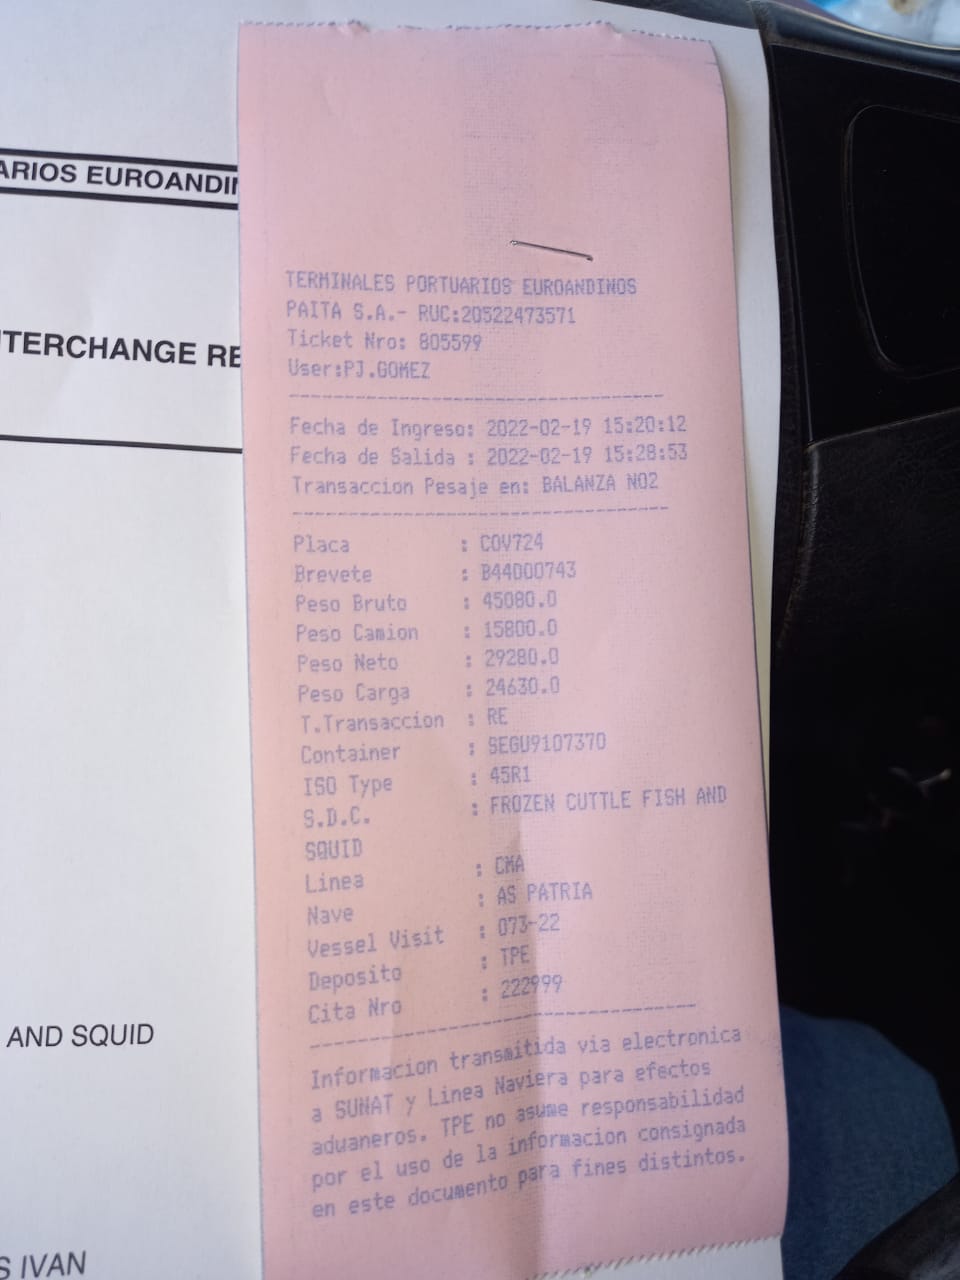 ARIOS EUROANDI
TERCHANGE RE
AND SQUID
S IVAN
TERMINALES PORTUARIOS EUROANDINOS
PAITA S.A.- RUC:20522473571
Ticket Nro: 805599
User:PJ.GOMEZ
Fecha de Ingreso: 2022-02-19 15:20:12
Fecha de Salida : 2022-02-19 15:28:53
Transaccion Pesaje en: BALANZA NO2
Placa : COV724
Brevete : B44D00743
Peso Bruto : 45080.0
Peso Camion : 15800.0
Peso Neto : 29280.0
Peso Carga : 24630.0
T.Transaccion : RE
Container : SEGU9107370
ISO Type : 45R1
S.D.C. : FROZEN CUTTLE FISH AND
SQUID
Linea : CMA
Nave : AS PATRIA
Vessel Visit : 073-22
Deposito : TPE
Cita Nro : 222999
Informacion transmitida via electronica
a SUNAT y Linea Naviera para efectos
aduaneros. TPE no asume responsabilidad
por el uso de la informacion consignada
en este documento para fines distintos.